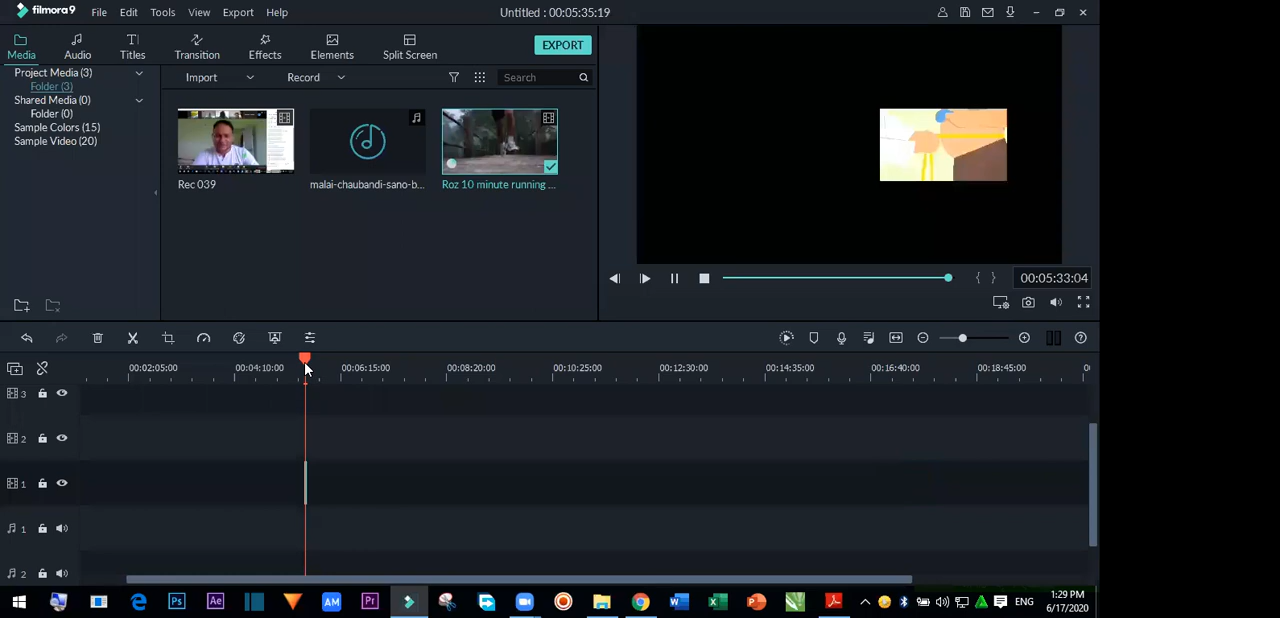 filmora9 File Edit Tools View Export Help Untitled : 00:05:35:19
Media Audio Titles Transition Effects Elements Split Screen EXPORT
Project Media (3)
Folder (3)
Shared Media (0)
Folder (0)
Sample Colors (15)
Sample Video (20)
Import Record Search
Rec 039 malai-chaubandi-sano-b... Roz 10 minute running ...
00:05:33:04
00:02:05:00 00:04:10:00 00:06:15:00 00:08:20:00 00:10:25:00 00:12:30:00 00:14:35:00 00:16:40:00 00:18:45:00
3
2
1
1
2
Ps Ae AM Pr ENG 1:29 PM
6/17/2020